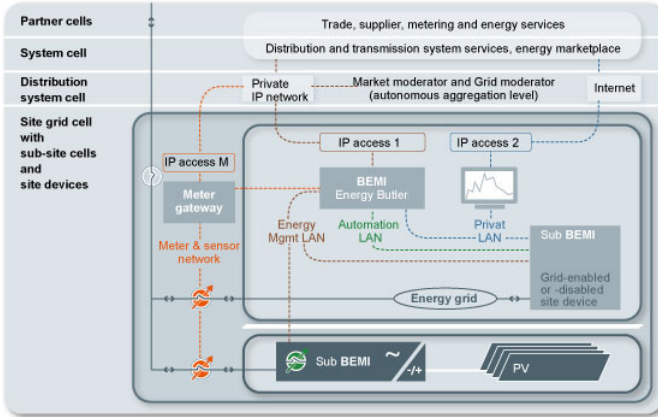 Partner cells
Trade, supplier, metering and energy services
System cell
Distribution and transmission system services, energy marketplace
Distribution
system cell
Private
IP network
Market moderator and Grid moderator
(autonomous aggregation level)
Internet
Site grid cell
with
sub-site cells
and
site devices
IP access M
IP access 1
IP access 2
Meter
gateway
BEMI
Energy Butler
Energy
Mgmt LAN
Automation
LAN
Privat
LAN
Sub BEMI
Meter & sensor
network
Grid-enabled
or -disabled
site device
Energy grid
Sub BEMI
~
-/+
PV